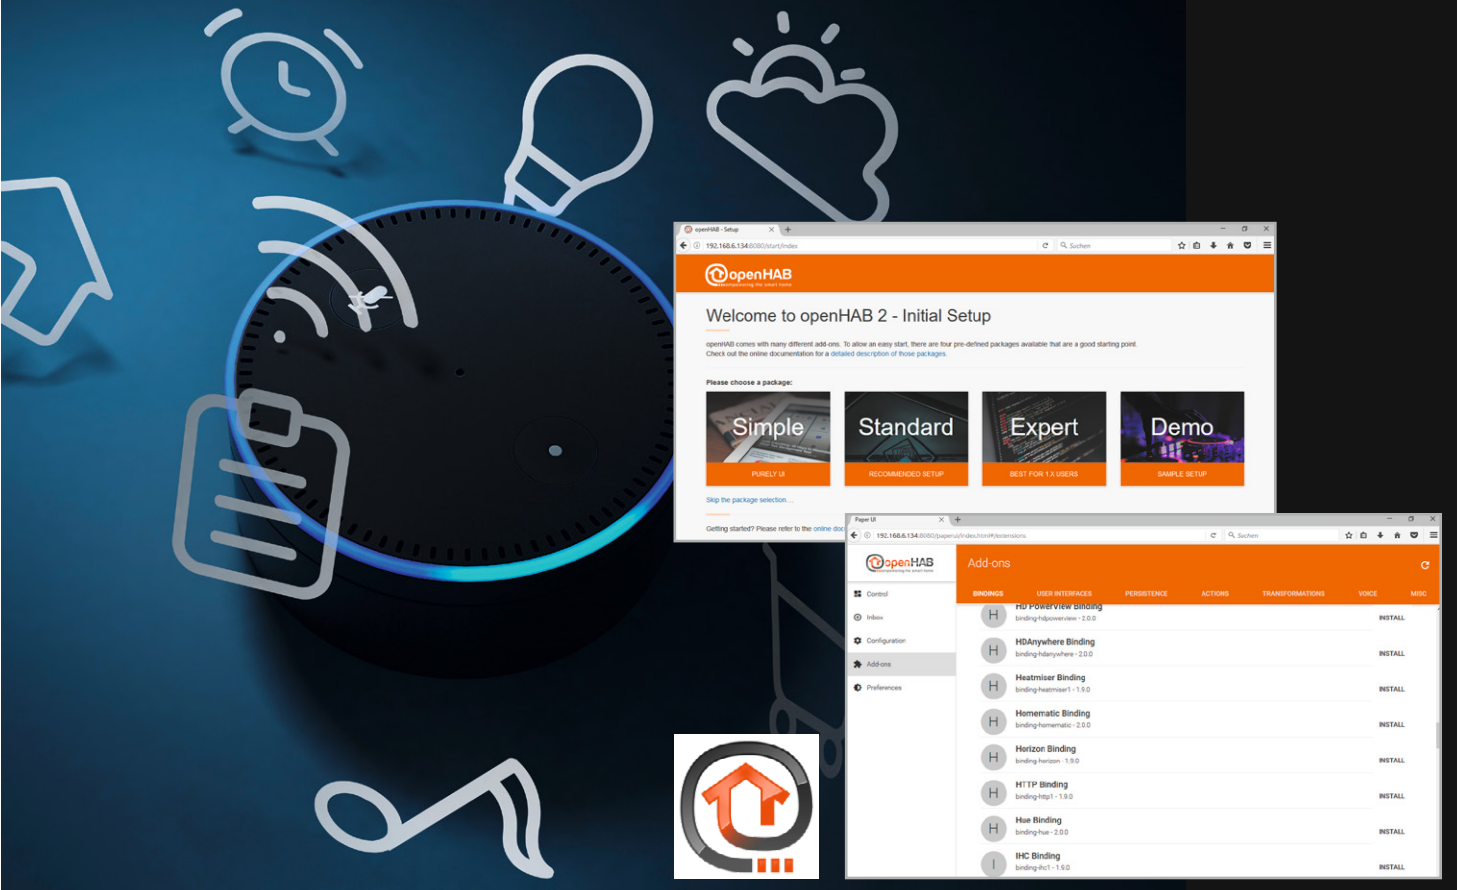 openHAB - Setup
192.168.6.134:8080/start/index
Suchen
openHAB
empowering the smart home
Welcome to openHAB 2 - Initial Setup
openHAB comes with many different add-ons. To allow an easy start, there are four pre-defined packages available that are a good starting point.
Check out the online documentation for a detailed description of those packages.
Please choose a package:
Simple
PURELY UI
Standard
RECOMMENDED SETUP
Expert
BEST FOR 1.X USERS
Demo
SAMPLE SETUP
Skip the package selection...
Getting started? Please refer to the online doc
Paper UI
192.168.6.134:8080/paperui/index.html#/extensions
Suchen
openHAB
empowering the smart home
Add-ons
BINDINGS USER INTERFACES PERSISTENCE ACTIONS TRANSFORMATIONS VOICE MISC
Control
Inbox
Configuration
Add-ons
Preferences
H
HD PowerView Binding
binding-hdpowerview - 2.0.0
INSTALL
H
HDAnywhere Binding
binding-hdanywhere - 2.0.0
INSTALL
H
Heatmiser Binding
binding-heatmiser1 - 1.9.0
INSTALL
H
Homematic Binding
binding-homematic - 2.0.0
INSTALL
H
Horizon Binding
binding-horizon - 1.9.0
INSTALL
H
HTTP Binding
binding-http1 - 1.9.0
INSTALL
H
Hue Binding
binding-hue - 2.0.0
INSTALL
I
IHC Binding
binding-ihc1 - 1.9.0
INSTALL